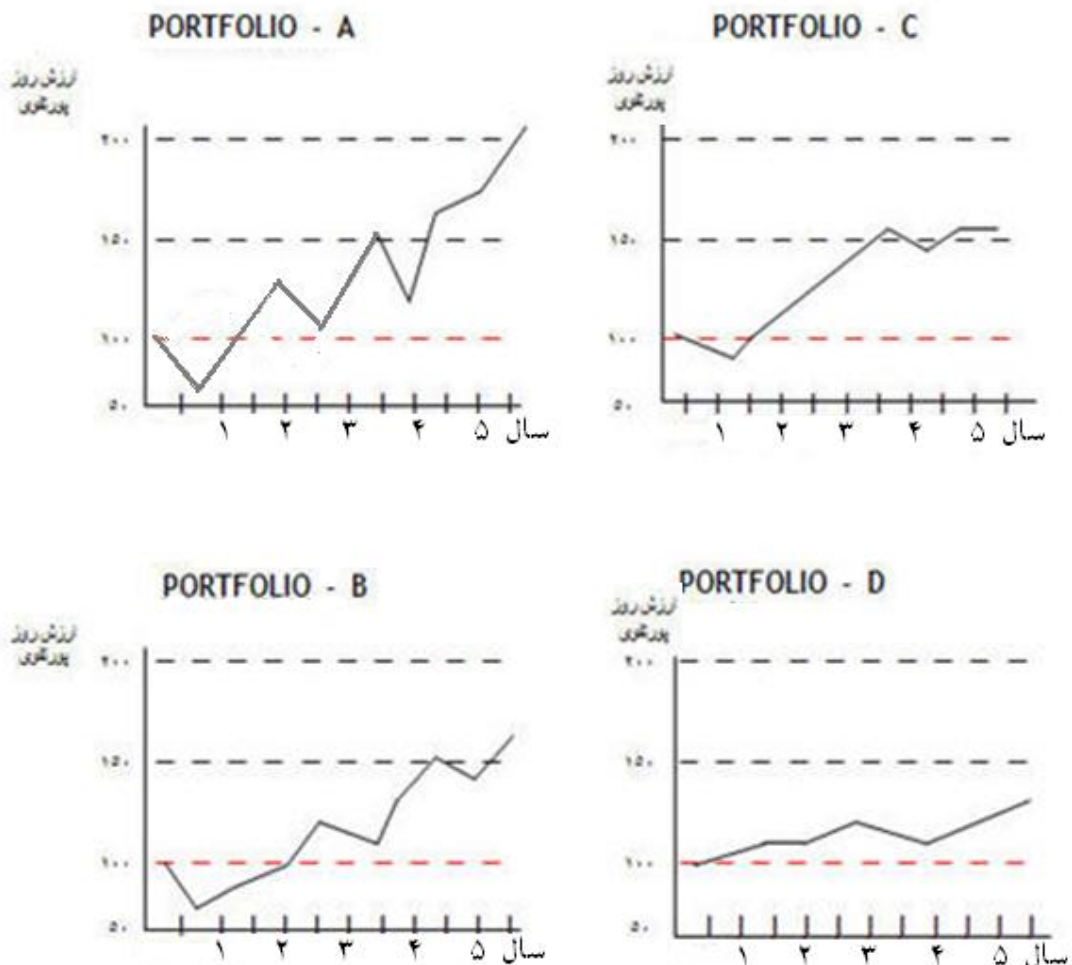 PORTFOLIO - A
ارزش روز
پورتفوی
۲۰۰
۱۵۰
۱۰۰
۵۰
۱ ۲ ۳ ۴ ۵ سال
PORTFOLIO - C
ارزش روز
پورتفوی
۲۰۰
۱۵۰
۱۰۰
۵۰
۱ ۲ ۳ ۴ ۵ سال
PORTFOLIO - B
ارزش روز
پورتفوی
۲۰۰
۱۵۰
۱۰۰
۵۰
۱ ۲ ۳ ۴ ۵ سال
PORTFOLIO - D
ارزش روز
پورتفوی
۲۰۰
۱۵۰
۱۰۰
۵۰
۱ ۲ ۳ ۴ ۵ سال